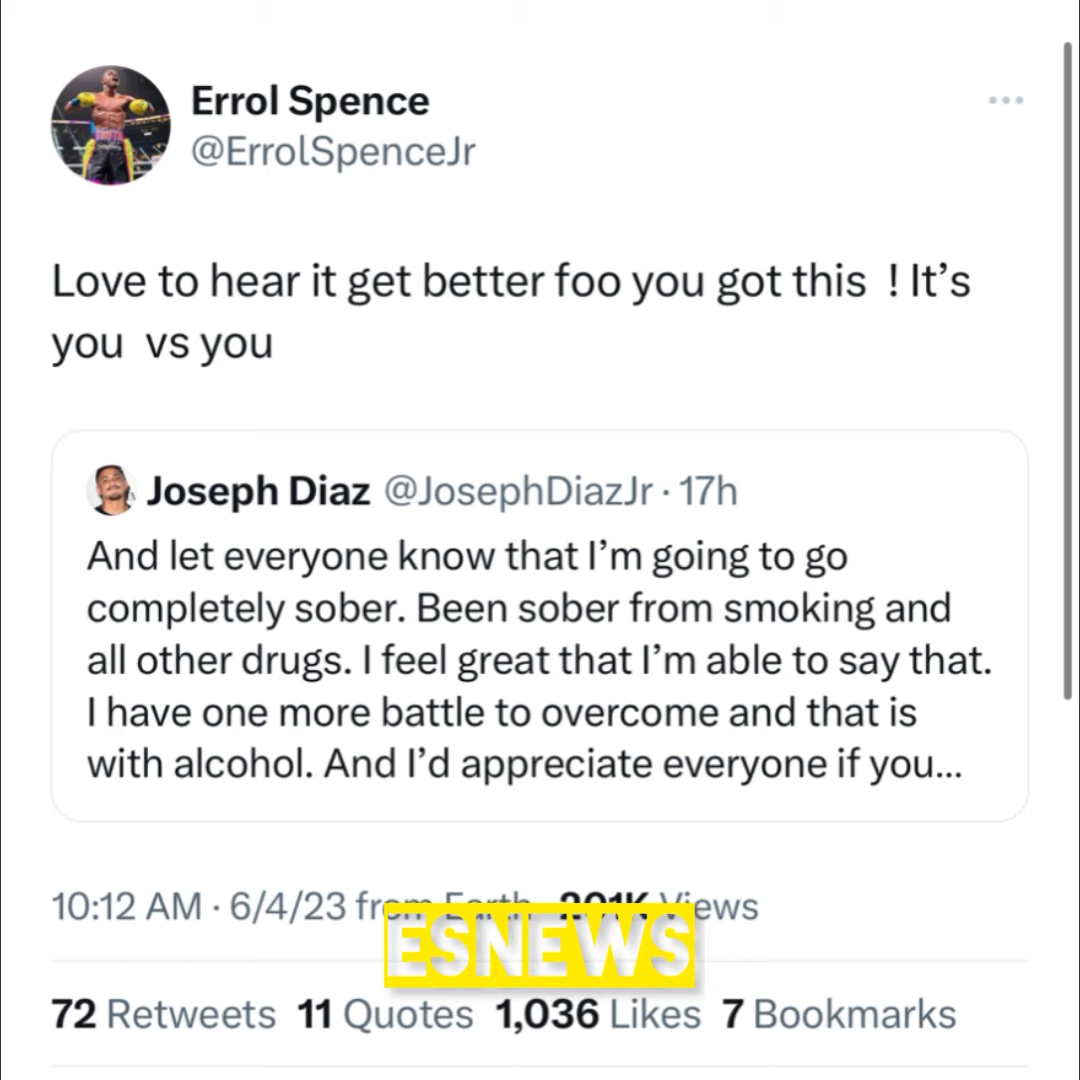 Errol Spence
@ErrolSpenceJr
Love to hear it get better foo you got this ! It’s
you vs you
Joseph Diaz @JosephDiazJr · 17h
And let everyone know that I’m going to go
completely sober. Been sober from smoking and
all other drugs. I feel great that I’m able to say that.
I have one more battle to overcome and that is
with alcohol. And I’d appreciate everyone if you...
10:12 AM · 6/4/23 from Earth 201K Views
ESNEWS
72 Retweets 11 Quotes 1,036 Likes 7 Bookmarks